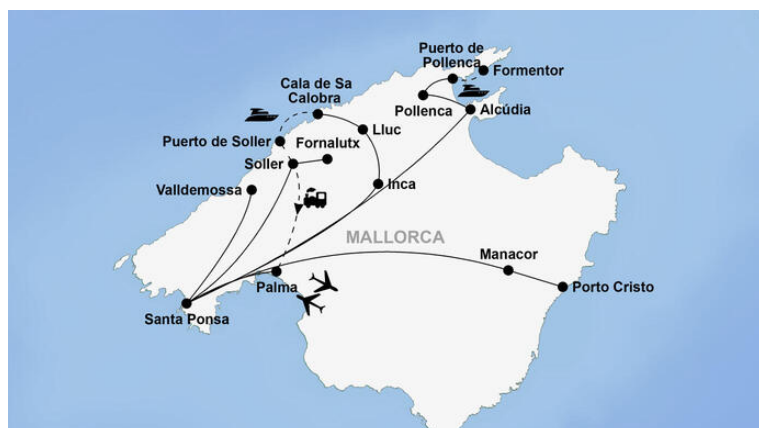 Puerto de
Pollenca
Formentor
Cala de Sa
Calobra
Pollenca
Alcúdia
Lluc
Puerto de Soller
Fornalutx
Soller
Valldemossa
Inca
MALLORCA
Manacor
Palma
Porto Cristo
Santa Ponsa